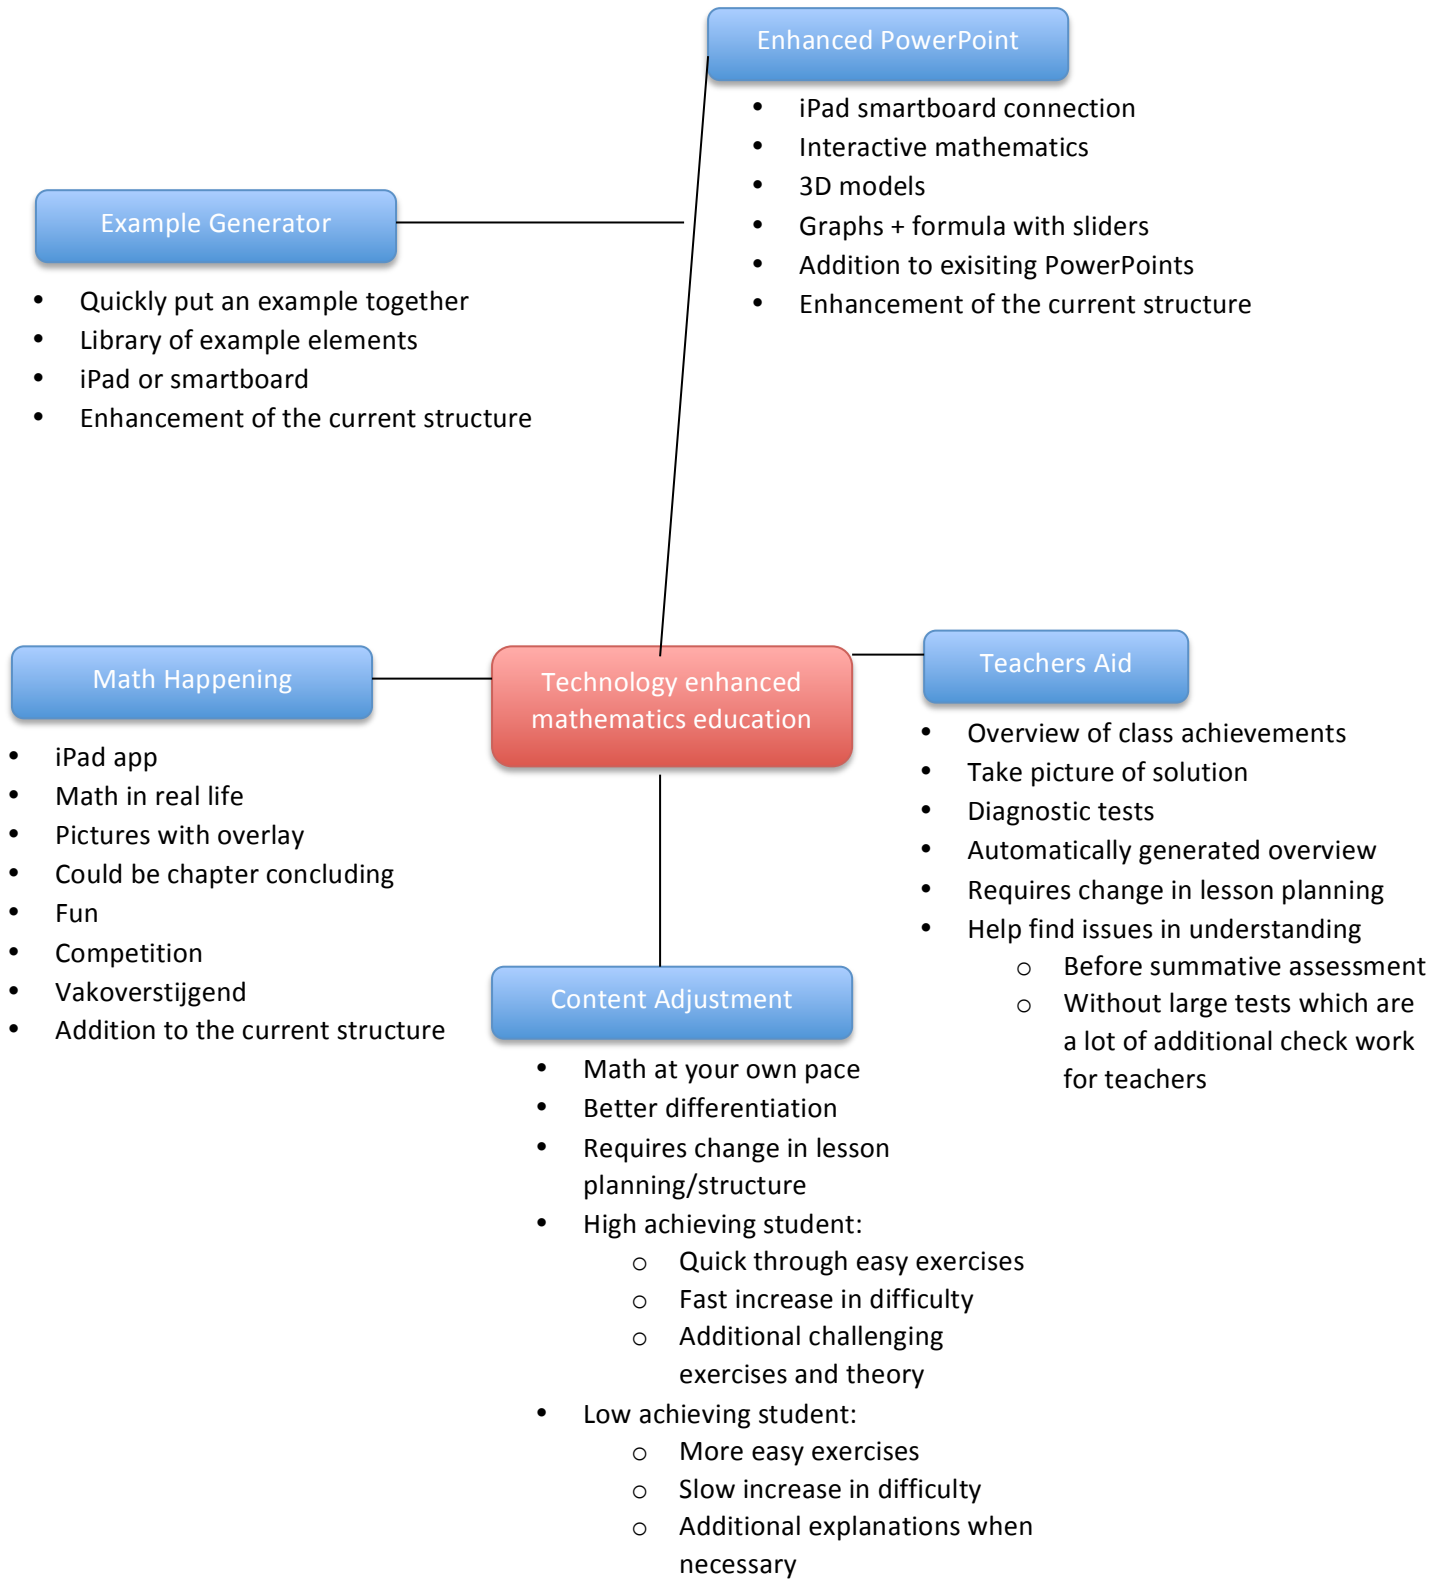 Enhanced PowerPoint
• iPad smartboard connection
• Interactive mathematics
• 3D models
• Graphs + formula with sliders
• Addition to exisiting PowerPoints
• Enhancement of the current structure
Example Generator
• Quickly put an example together
• Library of example elements
• iPad or smartboard
• Enhancement of the current structure
Technology enhanced
mathematics education
Math Happening
• iPad app
• Math in real life
• Pictures with overlay
• Could be chapter concluding
• Fun
• Competition
• Vakoverstijgend
• Addition to the current structure
Teachers Aid
• Overview of class achievements
• Take picture of solution
• Diagnostic tests
• Automatically generated overview
• Requires change in lesson planning
• Help find issues in understanding
o Before summative assessment
o Without large tests which are
a lot of additional check work
for teachers
Content Adjustment
• Math at your own pace
• Better differentiation
• Requires change in lesson
planning/structure
• High achieving student:
o Quick through easy exercises
o Fast increase in difficulty
o Additional challenging
exercises and theory
• Low achieving student:
o More easy exercises
o Slow increase in difficulty
o Additional explanations when
necessary